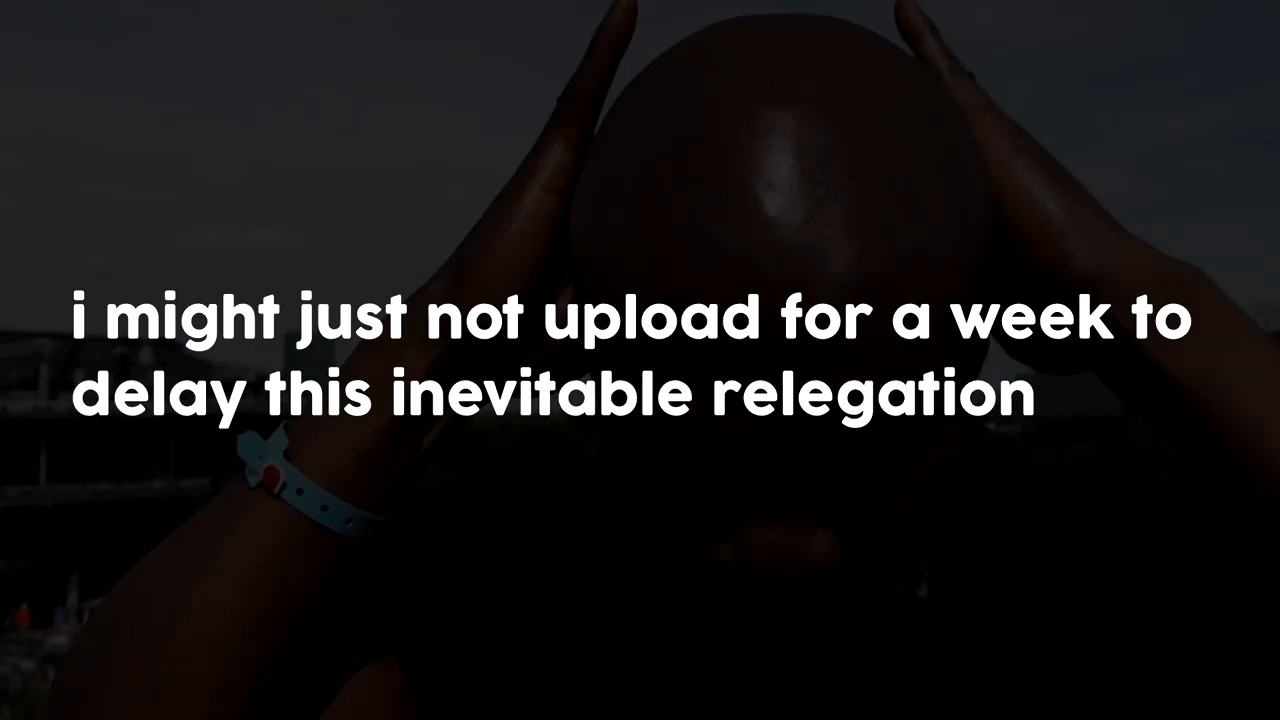 i might just not upload for a week to
delay this inevitable relegation